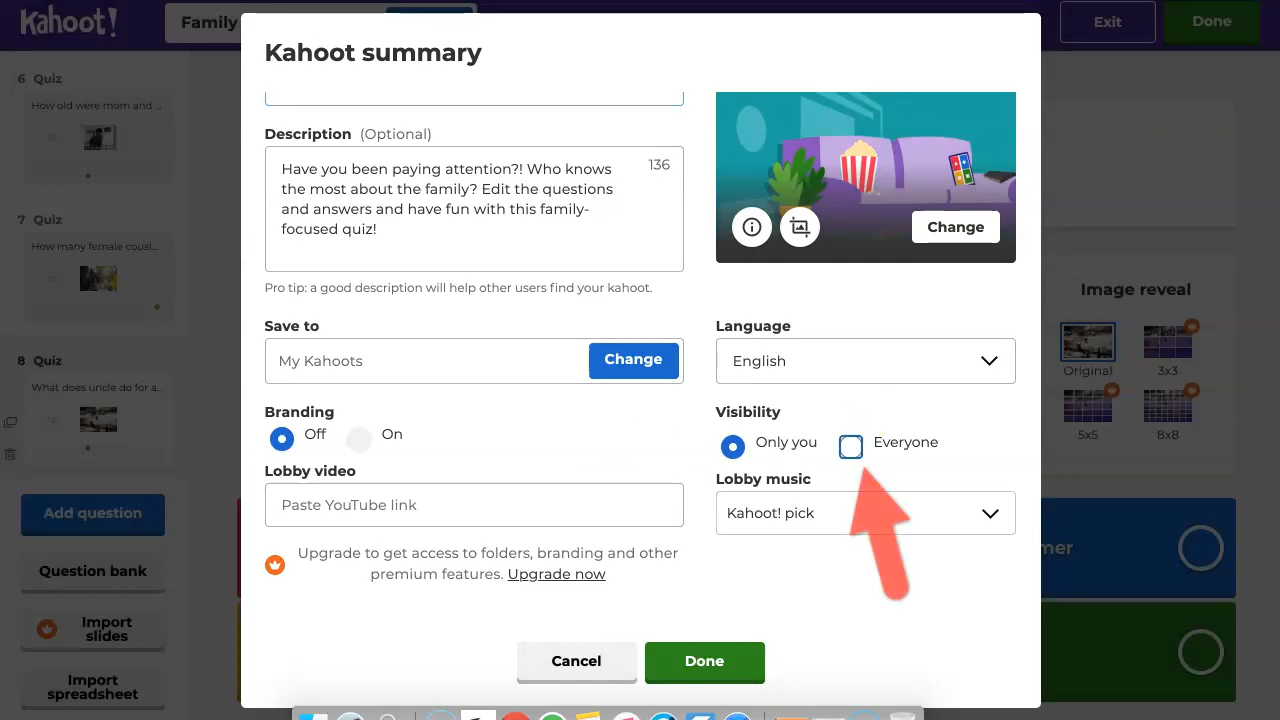 Kahoot!
Family
Exit
Done
Kahoot summary
6 Quiz
How old were mom and ...
7 Quiz
How many female cousi...
8 Quiz
What does uncle do for a...
Add question
Question bank
Import
slides
Import
spreadsheet
Description (Optional)
Have you been paying attention?! Who knows
the most about the family? Edit the questions
and answers and have fun with this family-
focused quiz!
136
Pro tip: a good description will help other users find your kahoot.
Save to
My Kahoots
Change
Branding
Off
On
Lobby video
Paste YouTube link
Upgrade to get access to folders, branding and other
premium features. Upgrade now
Change
Language
English
Visibility
Only you
Everyone
Lobby music
Kahoot! pick
Cancel
Done
Image reveal
Original
3x3
5x5
8x8
mer